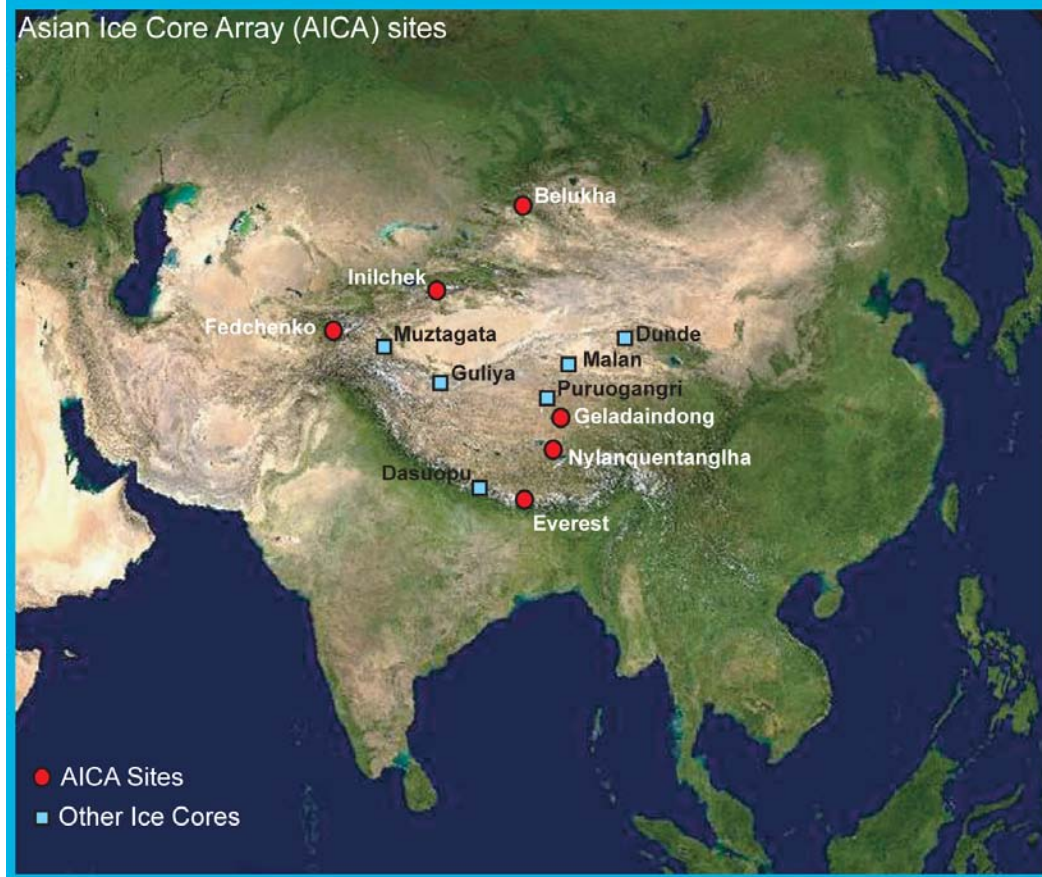 Asian Ice Core Array (AICA) sites
Belukha
Inilchek
Fedchenko
Muztagata
Dunde
Malan
Guliya
Puruogangri
Geladaindong
Nylanquentanglha
Dasuopu
Everest
AICA Sites
Other Ice Cores